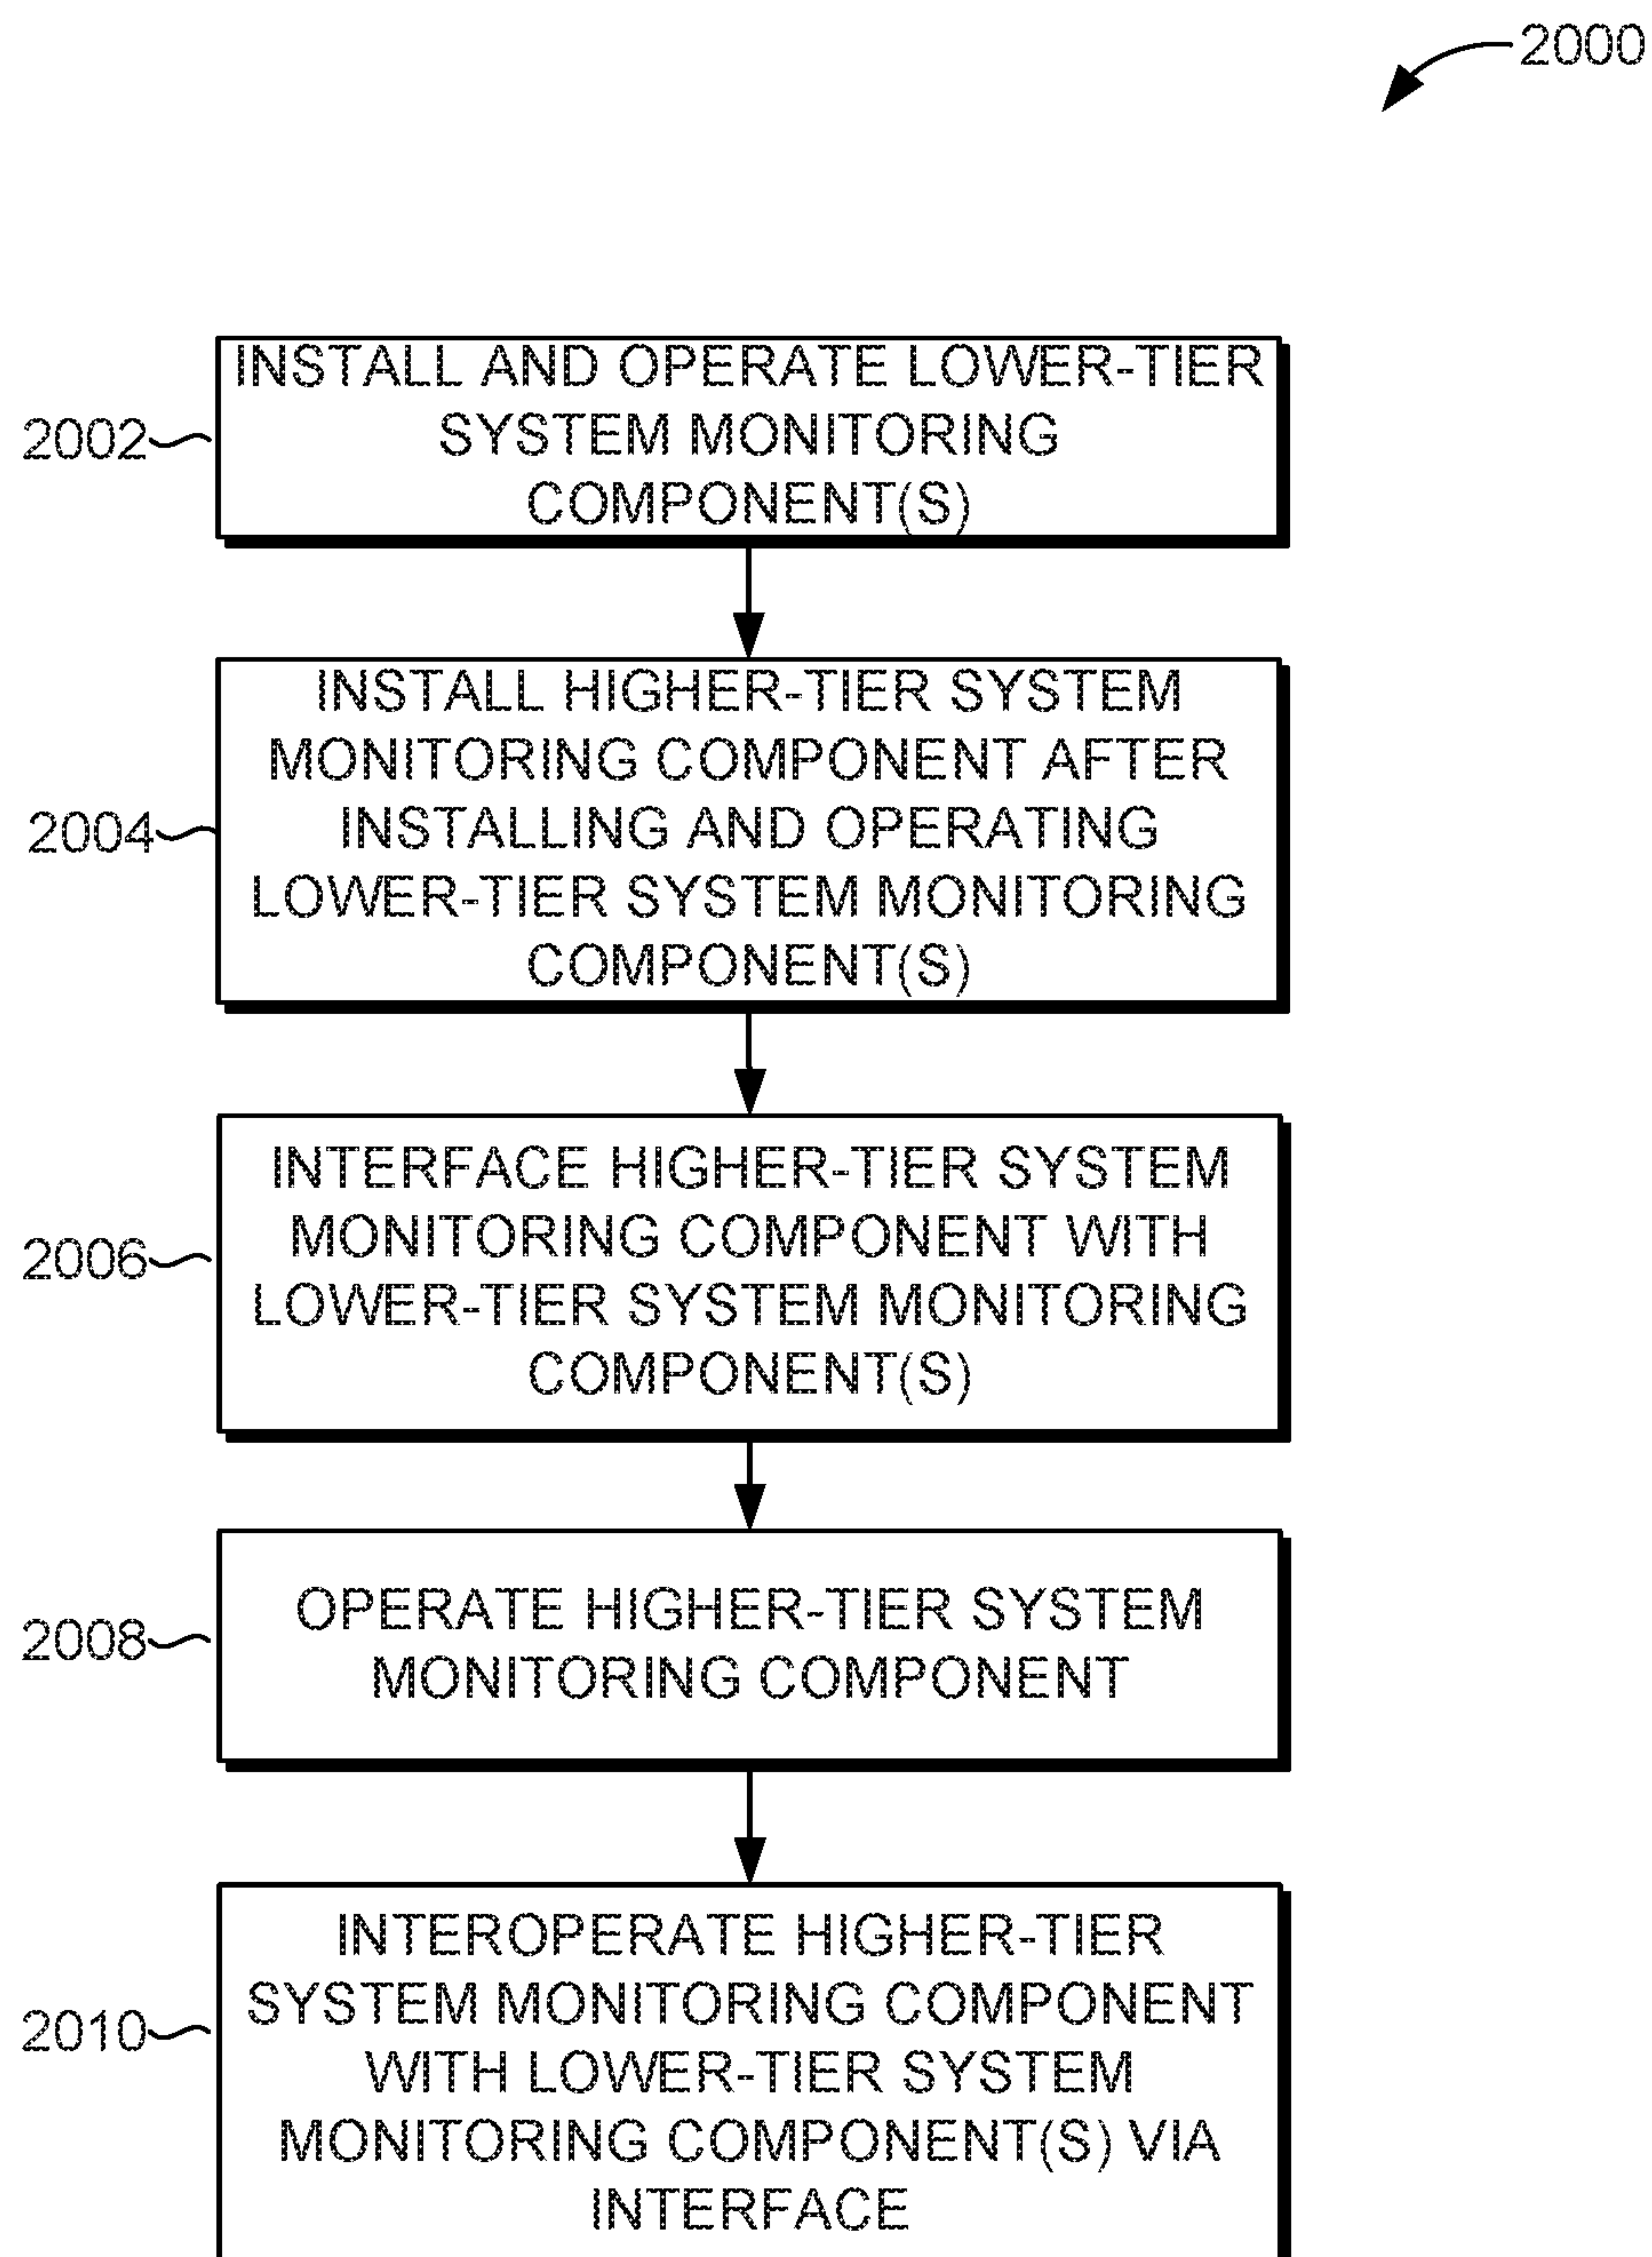 2000
INSTALL AND OPERATE LOWER-TIER
SYSTEM MONITORING
COMPONENT(S)
2002
INSTALL HIGHER-TIER SYSTEM
MONITORING COMPONENT AFTER
INSTALLING AND OPERATING
LOWER-TIER SYSTEM MONITORING
COMPONENT(S)
2004
INTERFACE HIGHER-TIER SYSTEM
MONITORING COMPONENT WITH
LOWER-TIER SYSTEM MONITORING
COMPONENT(S)
2006
OPERATE HIGHER-TIER SYSTEM
MONITORING COMPONENT
2008
INTEROPERATE HIGHER-TIER
SYSTEM MONITORING COMPONENT
WITH LOWER-TIER SYSTEM
MONITORING COMPONENT(S) VIA
INTERFACE
2010